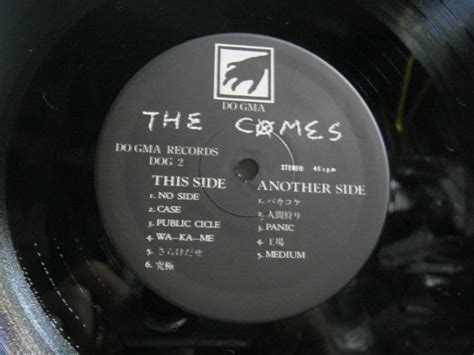 DO GMA
THE COMES
DO GMA RECORDS
DOG 2
STEREO 45 r.p.m
THIS SIDE
1. NO SIDE
2. CASE
3. PUBLIC CICLE
4. WA—KA—ME
5. さらけだせ
6. 究極
ANOTHER SIDE
1. バカコケ
2. 人間狩り
3. PANIC
4. 工場
5. MEDIUM